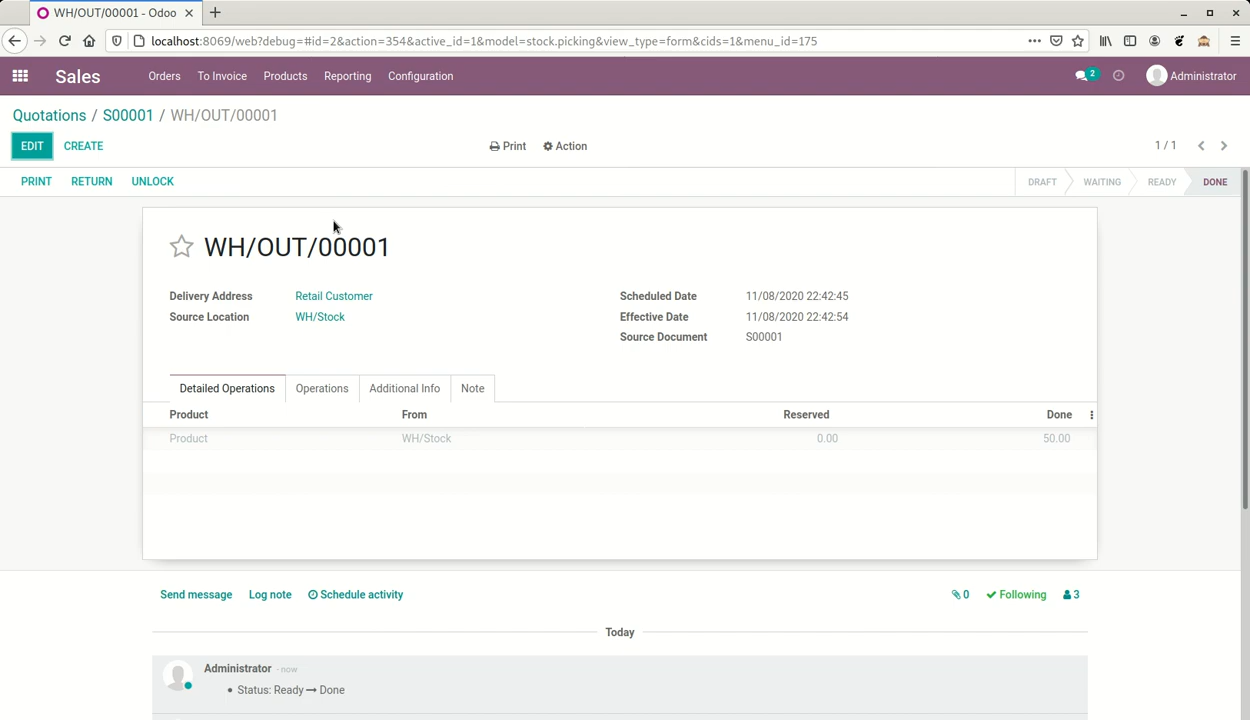 WH/OUT/00001 - Odoo
localhost:8069/web?debug=#id=2&action=354&active_id=1&model=stock.picking&view_type=form&cids=1&menu_id=175
Sales Orders To Invoice Products Reporting Configuration 2 Administrator
Quotations / S00001 / WH/OUT/00001
EDIT CREATE Print Action 1 / 1
PRINT RETURN UNLOCK DRAFT WAITING READY DONE
WH/OUT/00001
Delivery Address Retail Customer Scheduled Date 11/08/2020 22:42:45
Source Location WH/Stock Effective Date 11/08/2020 22:42:54
Source Document S00001
Detailed Operations Operations Additional Info Note
Product From Reserved Done
Product WH/Stock 0.00 50.00
Send message Log note Schedule activity 0 Following 3
Today
Administrator - now
• Status: Ready → Done